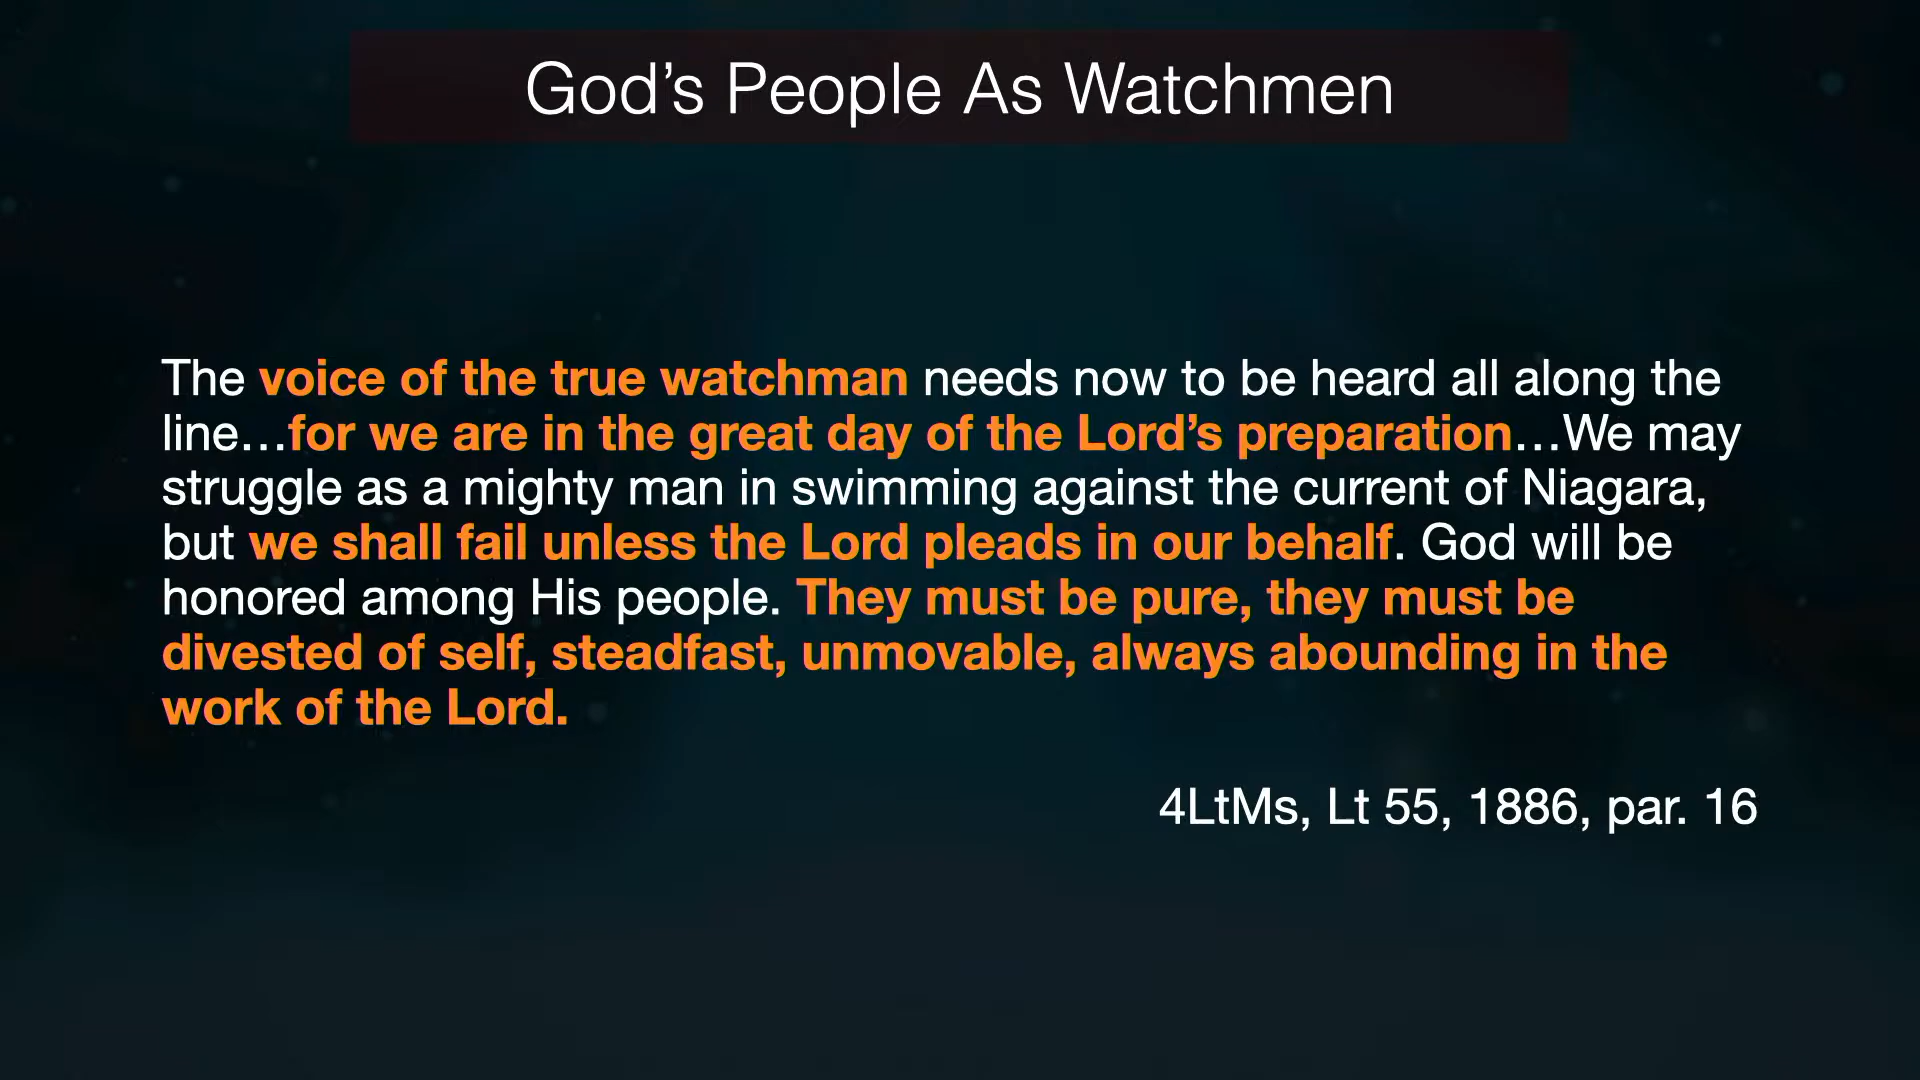 God’s People As Watchmen
The voice of the true watchman needs now to be heard all along the
line…for we are in the great day of the Lord’s preparation…We may
struggle as a mighty man in swimming against the current of Niagara,
but we shall fail unless the Lord pleads in our behalf. God will be
honored among His people. They must be pure, they must be
divested of self, steadfast, unmovable, always abounding in the
work of the Lord.
4LtMs, Lt 55, 1886, par. 16